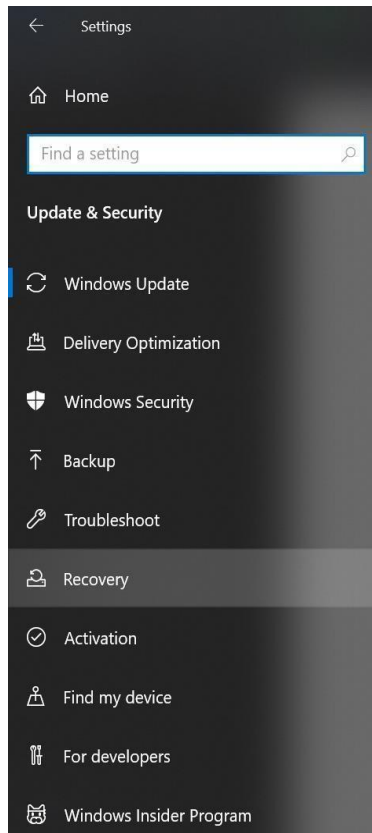 Settings
Home
Find a setting
Update & Security
Windows Update
Delivery Optimization
Windows Security
Backup
Troubleshoot
Recovery
Activation
Find my device
For developers
Windows Insider Program